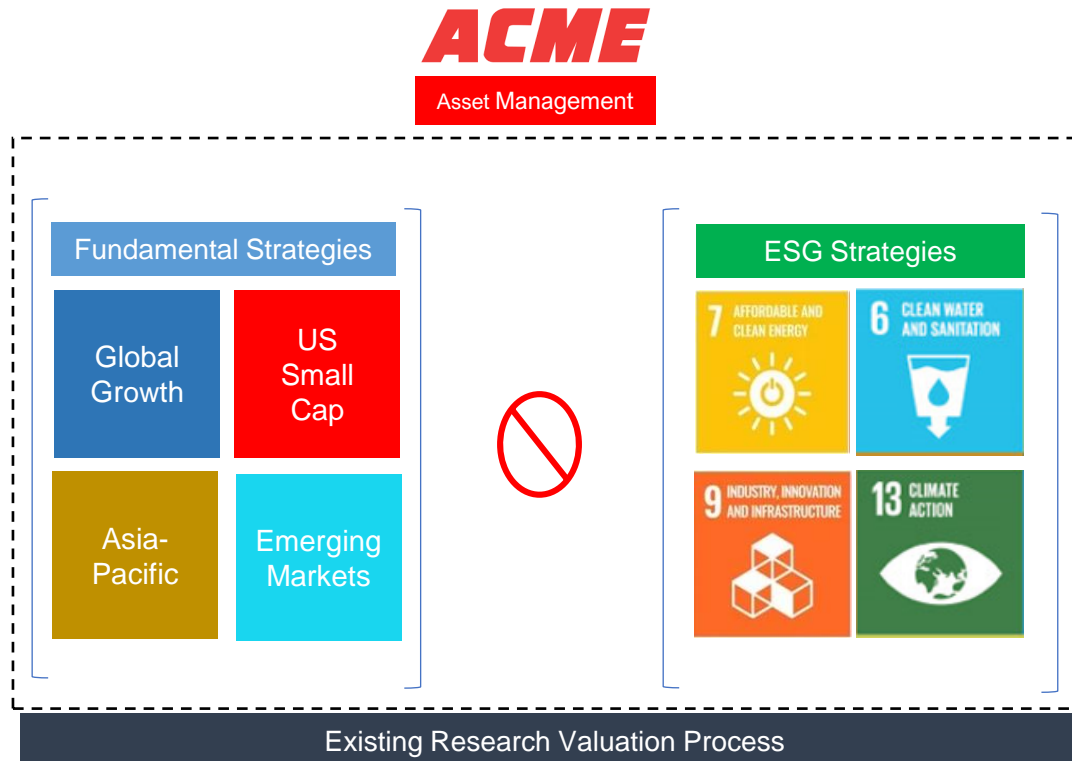 ACME
Asset Management
Fundamental Strategies
Global
Growth
US
Small
Cap
Asia-
Pacific
Emerging
Markets
ESG Strategies
7 AFFORDABLE AND
CLEAN ENERGY
6 CLEAN WATER
AND SANITATION
9 INDUSTRY, INNOVATION
AND INFRASTRUCTURE
13 CLIMATE
ACTION
Existing Research Valuation Process